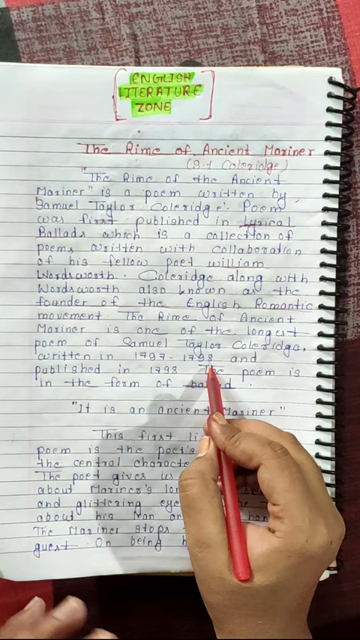 ENGLISH
LITERATURE
ZONE
The Rime of Ancient Mariner
(S.T Coleridge)
"The Rime of the Ancient
Mariner" is a poem written by
Samuel Taylor Coleridge. Poem
was first published in Lyrical
Ballads which is a collection of
poems written with collaboration
of his fellow poet william
Wordsworth. Coleridge along with
Wordsworth also known as the
founder of the English Romantic
movement The Rime of Ancient
Mariner is one of the longest
poem of Samuel Taylor Coleridge,
written in 1797-1798 and
published in 1798 The poem is
in the form of ballad.
"It is an ancient Mariner"
This first
poem is the poet's
the central
The poet gives us
about Mariner's
and glittering
about his
The Mariner stops
guest. On being